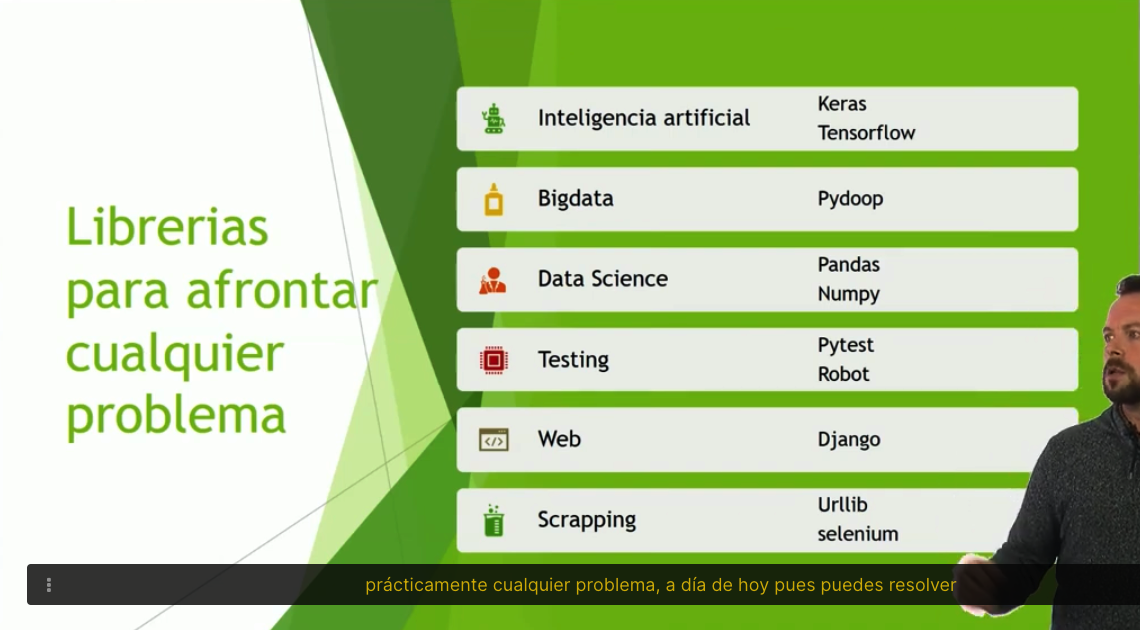 Librerias
para afrontar
cualquier
problema
Inteligencia artificial
Keras
Tensorflow
Bigdata
Pydoop
Data Science
Pandas
Numpy
Testing
Pytest
Robot
Web
Django
Scrapping
Urllib
selenium
prácticamente cualquier problema, a día de hoy pues puedes resolver